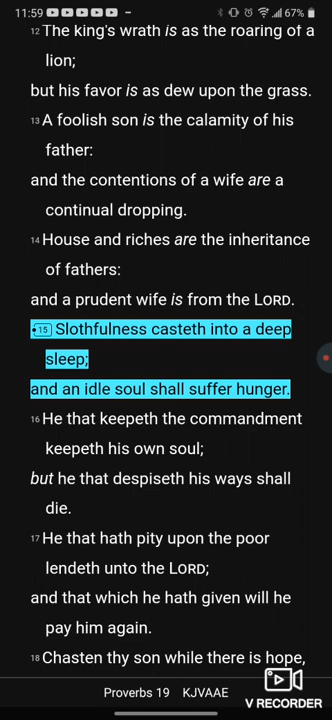 11:59 67%
12 The king's wrath is as the roaring of a
lion;
but his favor is as dew upon the grass.
13 A foolish son is the calamity of his
father:
and the contentions of a wife are a
continual dropping.
14 House and riches are the inheritance
of fathers:
and a prudent wife is from the LORD.
15 Slothfulness casteth into a deep
sleep;
and an idle soul shall suffer hunger.
16 He that keepeth the commandment
keepeth his own soul;
but he that despiseth his ways shall
die.
17 He that hath pity upon the poor
lendeth unto the LORD;
and that which he hath given will he
pay him again.
18 Chasten thy son while there is hope,
Proverbs 19 KJVAAE
V RECORDER